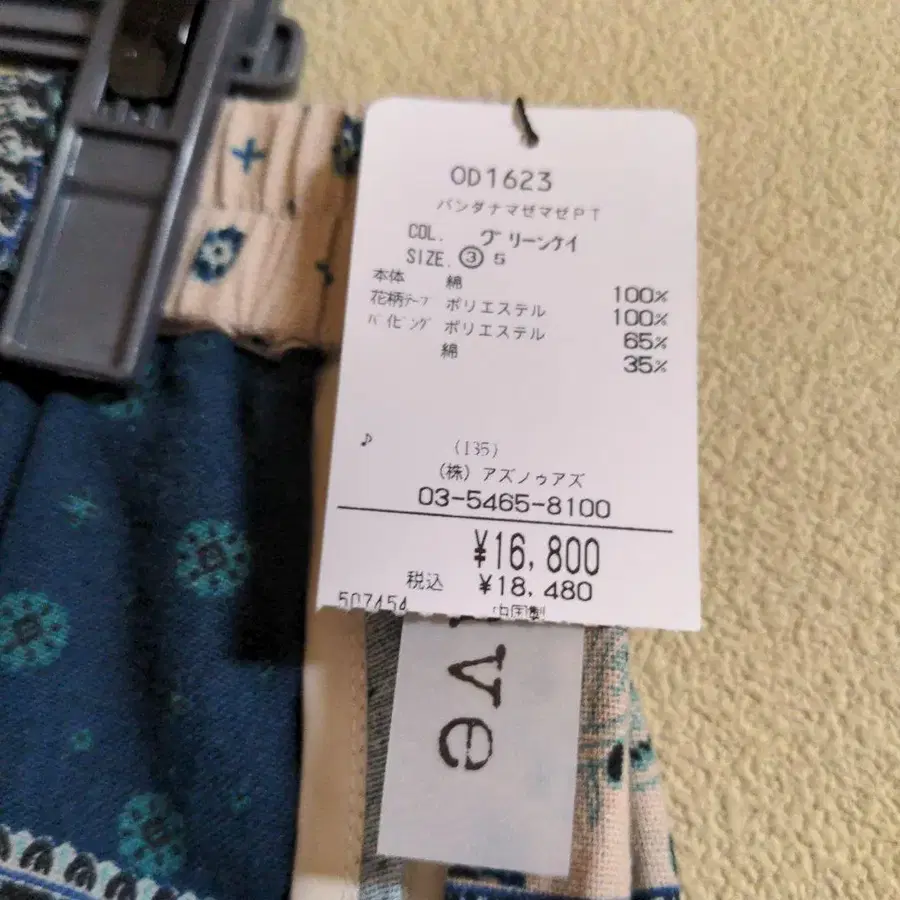 OD1623
バンダナマゼマゼPT
COL. グリーンケイ
SIZE. ③ 5
本体 綿 100%
花柄テープ ポリエステル 100%
パイピング ポリエステル 65%
綿 35%
♪ (135)
(株) アズノゥアズ
03-5465-8100
¥16,800
税込 ¥18,480
507454 中国製
ve